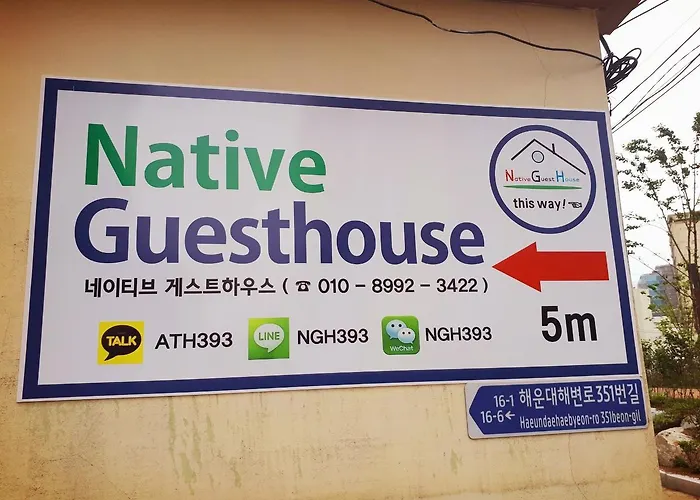 Native
Guesthouse
네이티브 게스트하우스 ( ☎ 010 - 8992 - 3422 )
TALK ATH393
LINE NGH393
WeChat NGH393
Native Guest House
this way! ☜
5m
16-1
16-6←
해운대해변로351번길
Haeundaehaebyeon-ro 351beon-gil